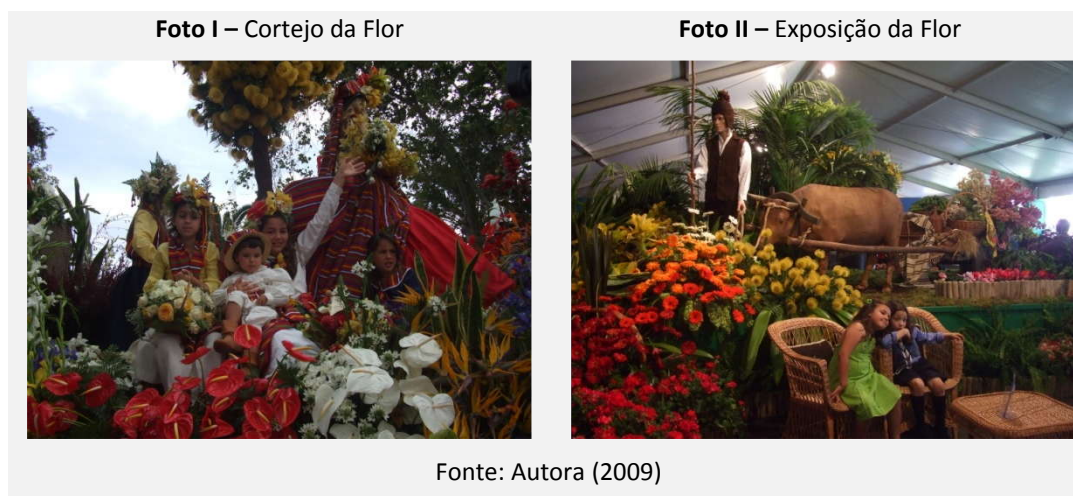 Foto I – Cortejo da Flor
Foto II – Exposição da Flor
Fonte: Autora (2009)